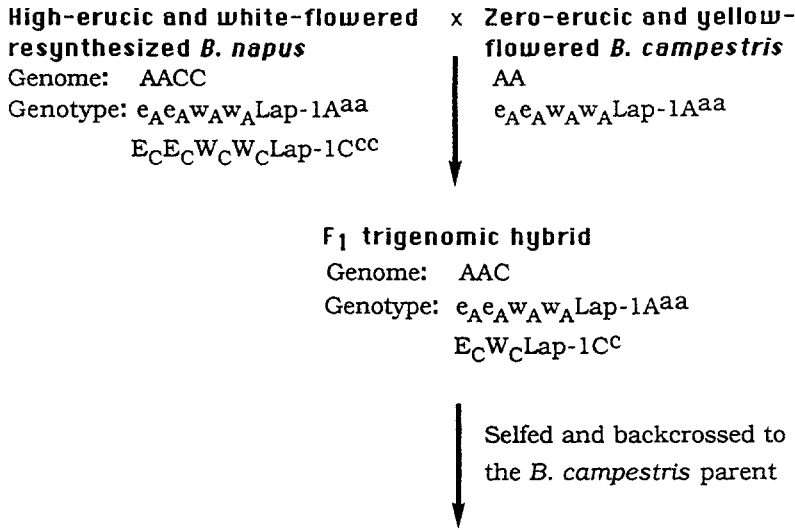 High-erucic and white-flowered x Zero-erucic and yellow-
resynthesized B. napus flowered B. campestris
Genome: AACC AA
Genotype: eAeAwAwALap-1Aaa eAeAwAwALap-1Aaa
ECECWCWCLap-1Ccc
F1 trigenomic hybrid
Genome: AAC
Genotype: eAeAwAwALap-1Aaa
ECWCLap-1Cc
Selfed and backcrossed to
the B. campestris parent